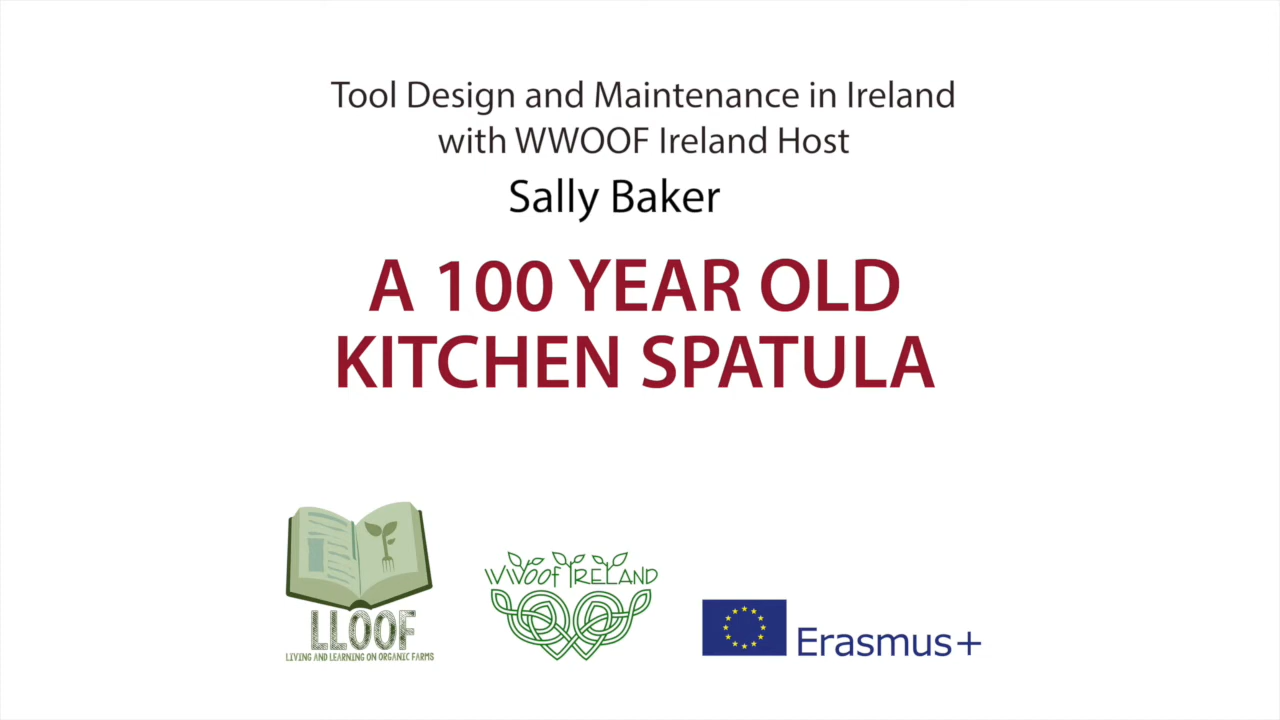 Tool Design and Maintenance in Ireland
with WWOOF Ireland Host
Sally Baker
A 100 YEAR OLD
KITCHEN SPATULA
LLOOF
LIVING AND LEARNING ON ORGANIC FARMS
WWOOF IRELAND
Erasmus+